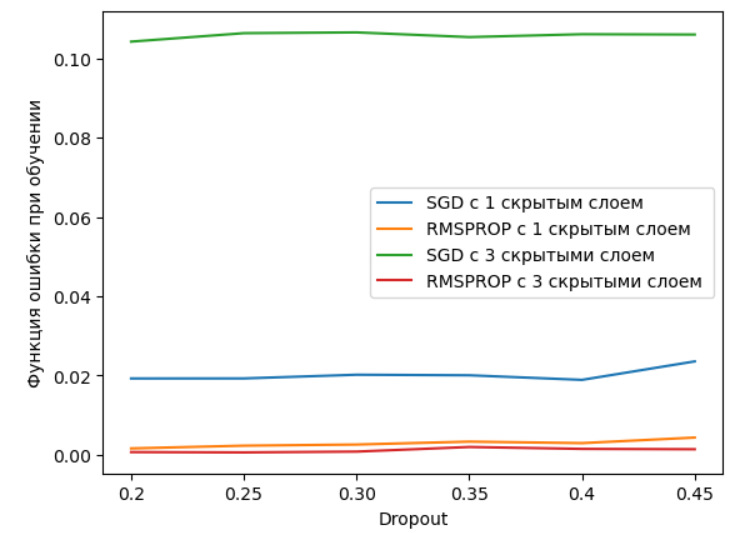 Функция ошибки при обучении
0.10
0.08
0.06
0.04
0.02
0.00
SGD с 1 скрытым слоем
RMSPROP с 1 скрытым слоем
SGD с 3 скрытыми слоем
RMSPROP с 3 скрытыми слоем
0.2 0.25 0.30 0.35 0.4 0.45
Dropout